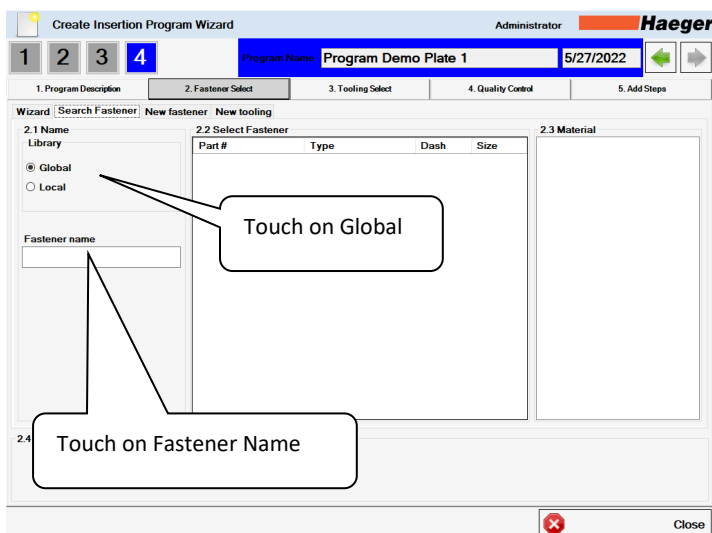 Create Insertion Program Wizard Administrator Haeger
1 2 3 4 Program Name Program Demo Plate 1 5/27/2022
1. Program Description 2. Fastener Select 3. Tooling Select 4. Quality Control 5. Add Steps
Wizard Search Fastener New fastener New tooling
2.1 Name 2.2 Select Fastener 2.3 Material
Library Part # Type Dash Size
Global
Local
Touch on Global
Fastener name
2.4
Touch on Fastener Name
Close